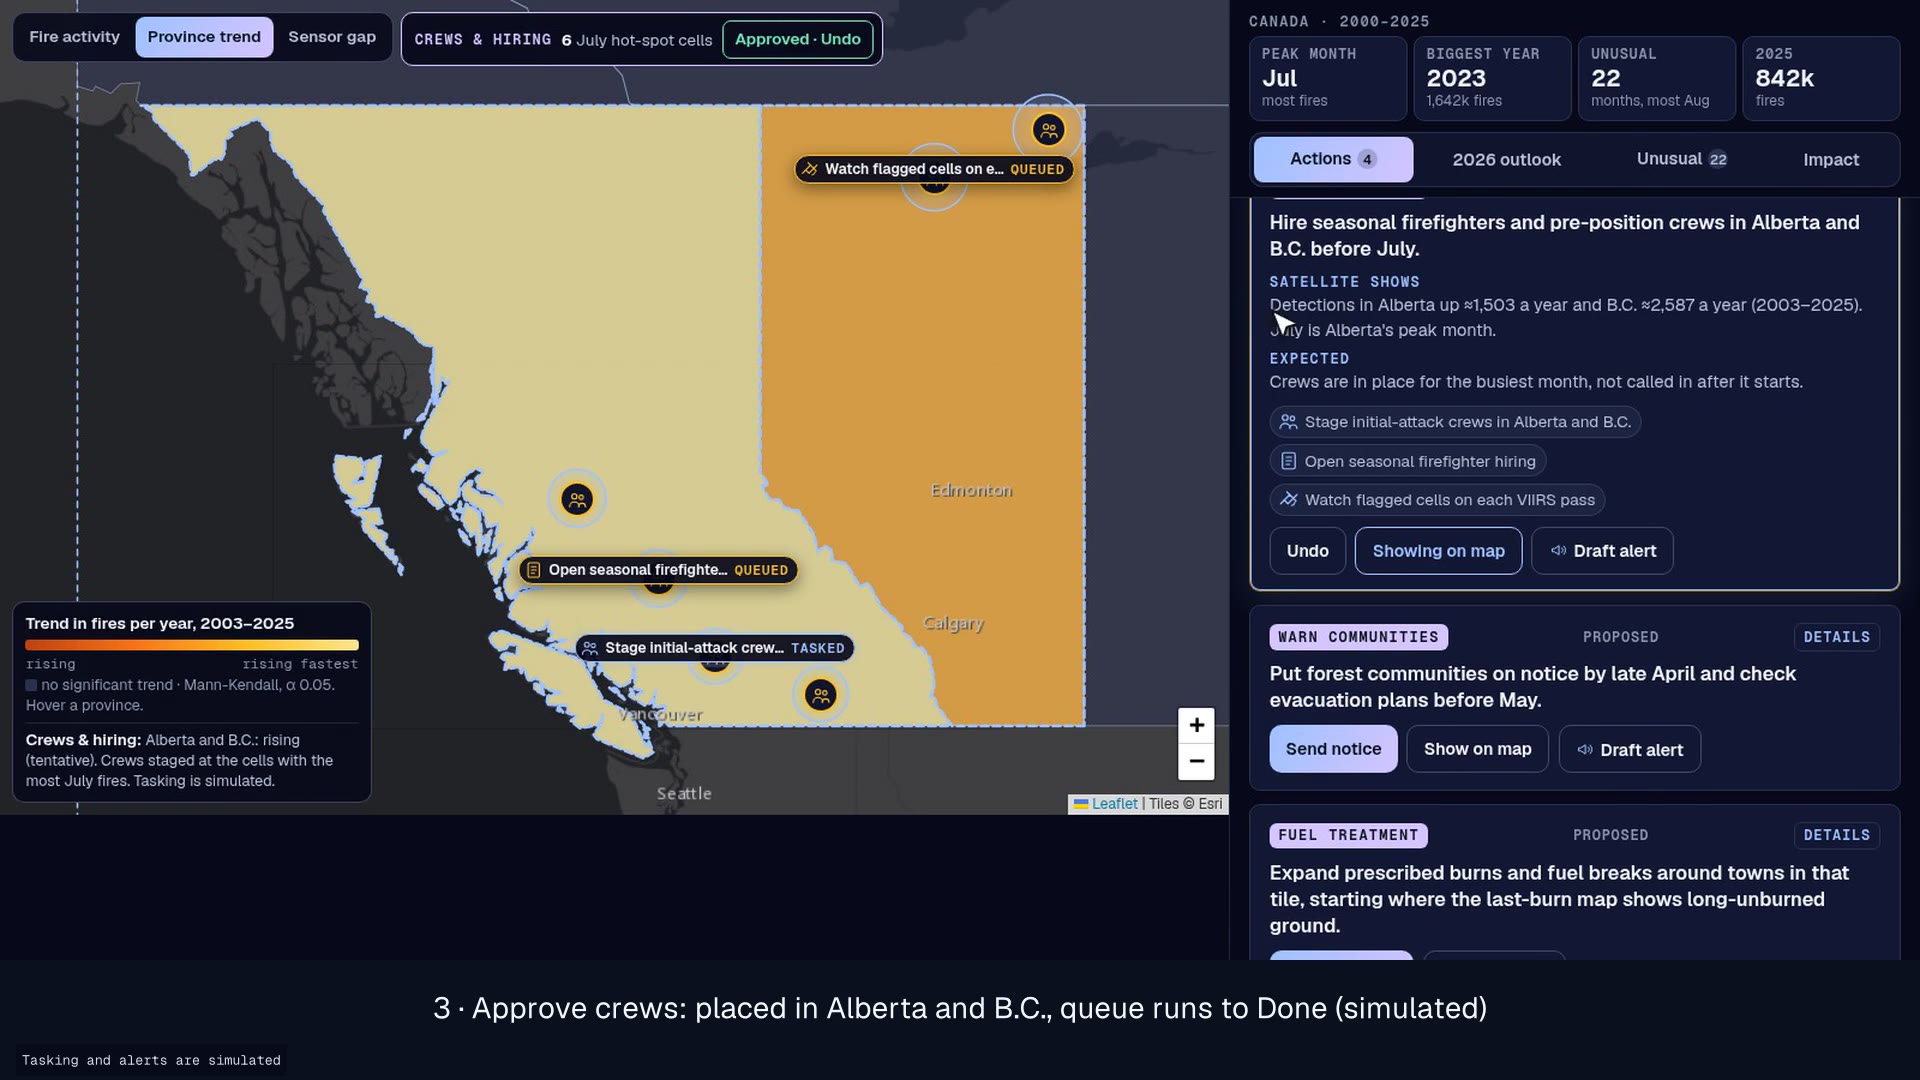 Fire activity
Province trend
Sensor gap
CREWS & HIRING 6 July hot-spot cells
Approved · Undo
Watch flagged cells on e... QUEUED
Edmonton
Open seasonal firefighte... QUEUED
Calgary
Stage initial-attack crew... TASKED
Vancouver
Seattle
Trend in fires per year, 2003–2025
rising
rising fastest
no significant trend · Mann-Kendall, α 0.05.
Hover a province.
Crews & hiring: Alberta and B.C.: rising
(tentative). Crews staged at the cells with the
most July fires. Tasking is simulated.
+
−
Leaflet | Tiles © Esri
CANADA · 2000–2025
PEAK MONTH
Jul
most fires
BIGGEST YEAR
2023
1,642k fires
UNUSUAL
22
months, most Aug
2025
842k
fires
Actions 4
2026 outlook
Unusual 22
Impact
Hire seasonal firefighters and pre-position crews in Alberta and
B.C. before July.
SATELLITE SHOWS
Detections in Alberta up ≈1,503 a year and B.C. ≈2,587 a year (2003–2025).
July is Alberta's peak month.
EXPECTED
Crews are in place for the busiest month, not called in after it starts.
Stage initial-attack crews in Alberta and B.C.
Open seasonal firefighter hiring
Watch flagged cells on each VIIRS pass
Undo
Showing on map
Draft alert
WARN COMMUNITIES
PROPOSED
DETAILS
Put forest communities on notice by late April and check
evacuation plans before May.
Send notice
Show on map
Draft alert
FUEL TREATMENT
PROPOSED
DETAILS
Expand prescribed burns and fuel breaks around towns in that
tile, starting where the last-burn map shows long-unburned
ground.
3 · Approve crews: placed in Alberta and B.C., queue runs to Done (simulated)
Tasking and alerts are simulated